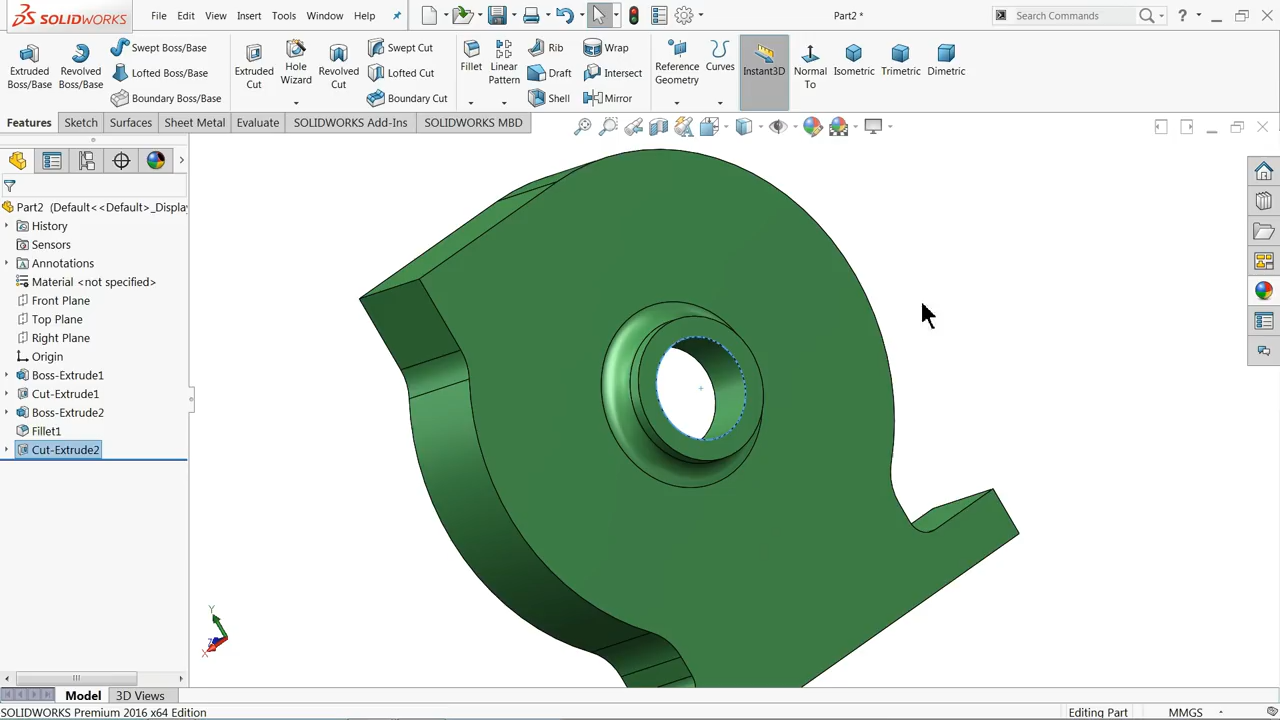 SOLIDWORKS File Edit View Insert Tools Window Help Part2 * Search Commands ?
Extruded Boss/Base Revolved Boss/Base Swept Boss/Base Lofted Boss/Base Boundary Boss/Base Extruded Cut Hole Wizard Revolved Cut Swept Cut Lofted Cut Boundary Cut Fillet Linear Pattern Rib Draft Shell Wrap Intersect Mirror Reference Geometry Curves Instant3D Normal To Isometric Trimetric Dimetric
Features Sketch Surfaces Sheet Metal Evaluate SOLIDWORKS Add-Ins SOLIDWORKS MBD
Part2 (Default<<Default>_Display
History
Sensors
Annotations
Material <not specified>
Front Plane
Top Plane
Right Plane
Origin
Boss-Extrude1
Cut-Extrude1
Boss-Extrude2
Fillet1
Cut-Extrude2
Y
Z
X
Model 3D Views
SOLIDWORKS Premium 2016 x64 Edition Editing Part MMGS